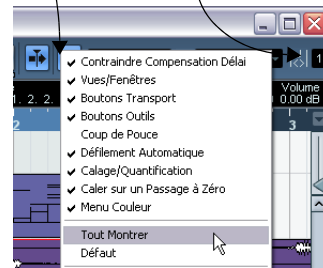 Volume
1. 2. 2.
0.00 dB
2
3
1
Contraindre Compensation Délai
Vues/Fenêtres
Boutons Transport
Boutons Outils
Coup de Pouce
Défilement Automatique
Calage/Quantification
Caler sur un Passage à Zéro
Menu Couleur
Tout Montrer
Défaut